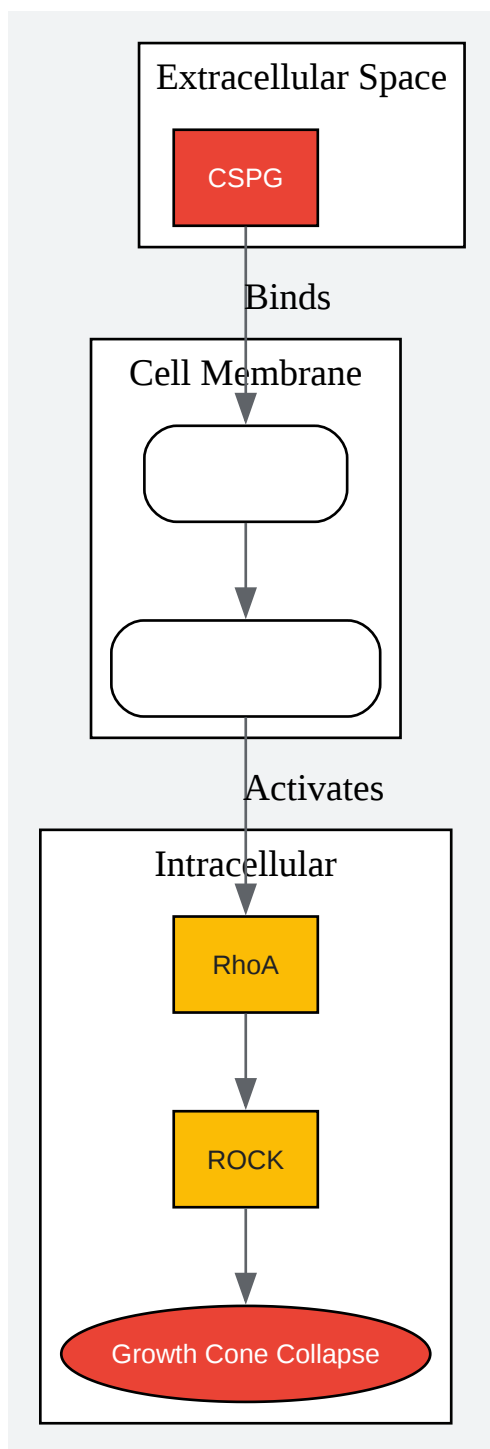 Extracellular Space
CSPG
Binds
Cell Membrane
Activates
Intracellular
RhoA
ROCK
Growth Cone Collapse